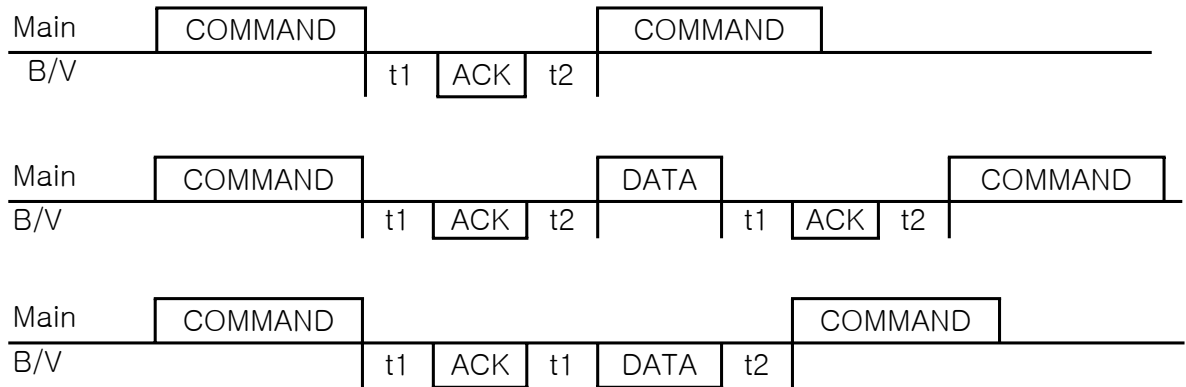 Main COMMAND COMMAND
B/V t1 ACK t2
Main COMMAND DATA COMMAND
B/V t1 ACK t2 t1 ACK t2
Main COMMAND COMMAND
B/V t1 ACK t1 DATA t2